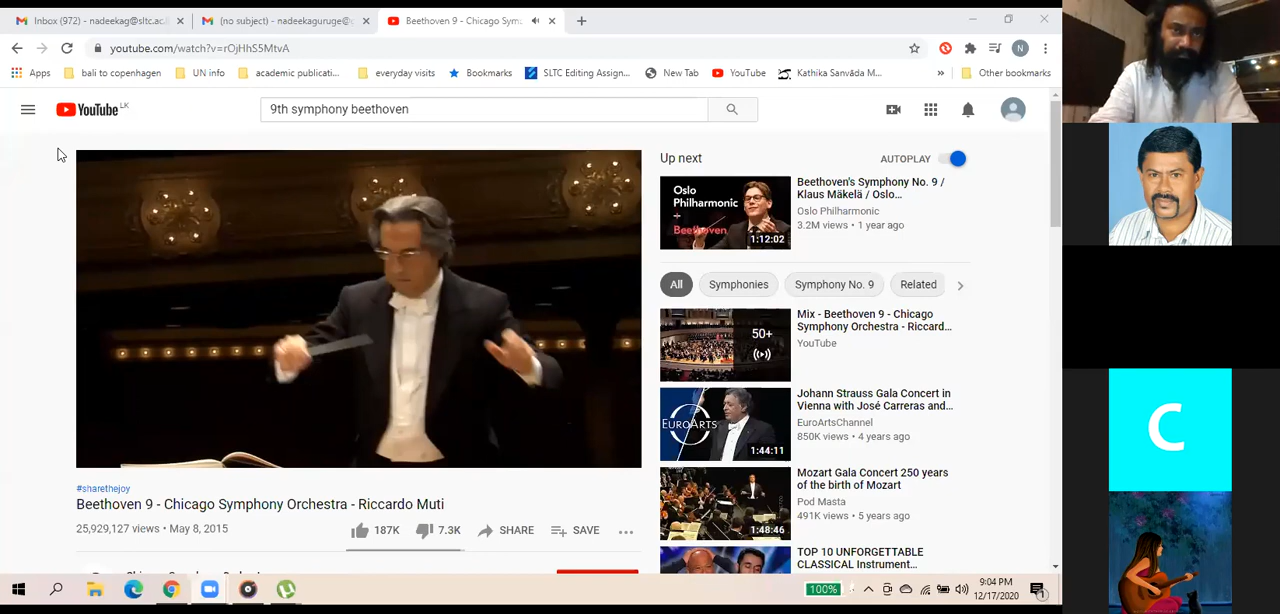 Inbox (972) - nadeekag@sltc.ac.l
(no subject) - nadeekaguruge@g
Beethoven 9 - Chicago Sym
youtube.com/watch?v=rOjHhS5MtvA
N
Apps
bali to copenhagen
UN info
academic publicati...
everyday visits
Bookmarks
SLTC Editing Assign...
New Tab
YouTube
Kathika Sanvāda M...
»
Other bookmarks
YouTube LK
9th symphony beethoven
Up next
AUTOPLAY
Oslo
Philharmonic
+
Beethoven
1:12:02
Beethoven's Symphony No. 9 /
Klaus Mäkelä / Oslo...
Oslo Philharmonic
3.2M views • 1 year ago
All
Symphonies
Symphony No. 9
Related
50+
Mix - Beethoven 9 - Chicago
Symphony Orchestra - Riccard...
YouTube
EUROARTS
1:44:11
Johann Strauss Gala Concert in
Vienna with José Carreras and...
EuroArtsChannel
850K views • 4 years ago
1:48:46
Mozart Gala Concert 250 years
of the birth of Mozart
Pod Masta
491K views • 5 years ago
TOP 10 UNFORGETTABLE
CLASSICAL Instrument...
#sharethejoy
Beethoven 9 - Chicago Symphony Orchestra - Riccardo Muti
25,929,127 views • May 8, 2015
187K
7.3K
SHARE
SAVE
C
100%
9:04 PM
12/17/2020
1